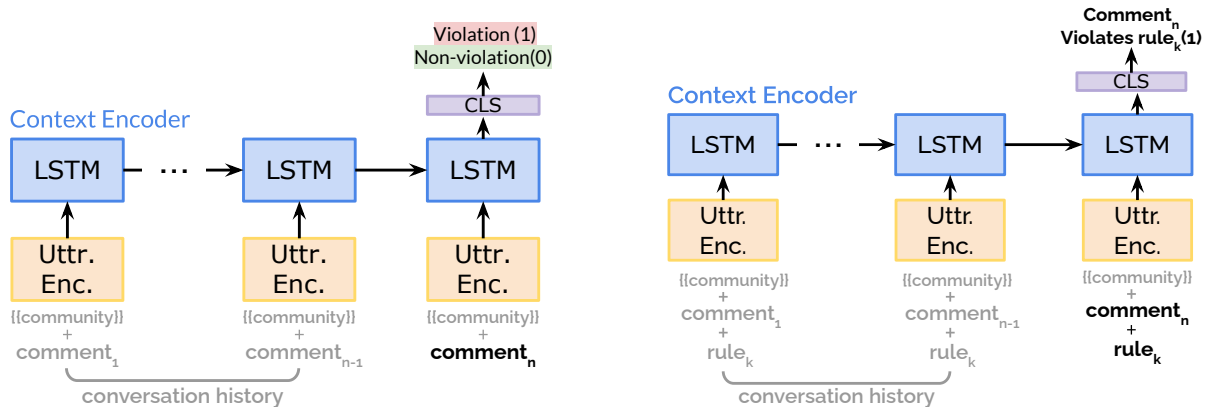 Violation (1)
Non-violation(0)
CLS
Context Encoder
LSTM
...
LSTM
LSTM
Uttr.
Enc.
Uttr.
Enc.
Uttr.
Enc.
{{community}}
+
comment₁
{{community}}
+
commentₙ₋₁
{{community}}
+
commentₙ
conversation history
Commentₙ
Violates ruleₖ(1)
CLS
Context Encoder
LSTM
...
LSTM
LSTM
Uttr.
Enc.
Uttr.
Enc.
Uttr.
Enc.
{{community}}
+
comment₁
+
ruleₖ
{{community}}
+
commentₙ₋₁
+
ruleₖ
{{community}}
+
commentₙ
+
ruleₖ
conversation history